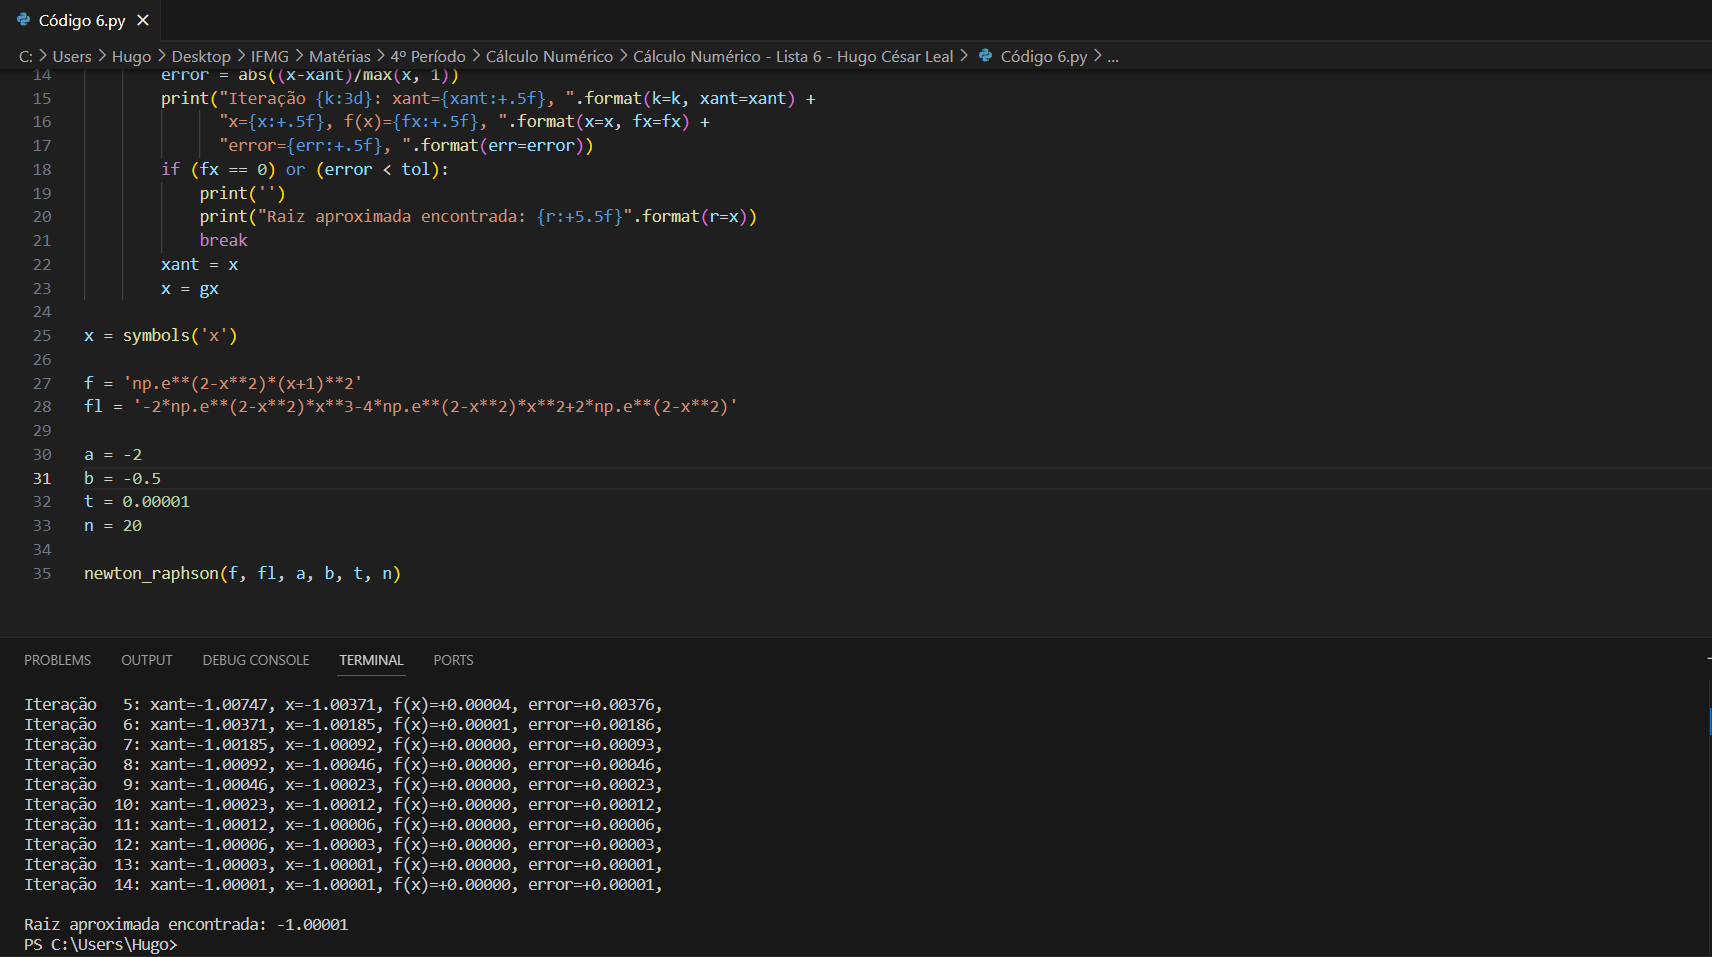 Código 6.py ×
C: > Users > Hugo > Desktop > IFMG > Matérias > 4º Período > Cálculo Numérico > Cálculo Numérico - Lista 6 - Hugo César Leal > Código 6.py > ...
14 error = abs((x-xant)/max(x, 1))
15 print("Iteração {k:3d}: xant={xant:+.5f}, ".format(k=k, xant=xant) +
16 "x={x:+.5f}, f(x)={fx:+.5f}, ".format(x=x, fx=fx) +
17 "error={err:+.5f}, ".format(err=error))
18 if (fx == 0) or (error < tol):
19 print('')
20 print("Raiz aproximada encontrada: {r:+5.5f}".format(r=x))
21 break
22 xant = x
23 x = gx
24
25 x = symbols('x')
26
27 f = 'np.e**(2-x**2)*(x+1)**2'
28 fl = '-2*np.e**(2-x**2)*x**3-4*np.e**(2-x**2)*x**2+2*np.e**(2-x**2)'
29
30 a = -2
31 b = -0.5
32 t = 0.00001
33 n = 20
34
35 newton_raphson(f, fl, a, b, t, n)
PROBLEMS OUTPUT DEBUG CONSOLE TERMINAL PORTS
Iteração   5: xant=-1.00747, x=-1.00371, f(x)=+0.00004, error=+0.00376,
Iteração   6: xant=-1.00371, x=-1.00185, f(x)=+0.00001, error=+0.00186,
Iteração   7: xant=-1.00185, x=-1.00092, f(x)=+0.00000, error=+0.00093,
Iteração   8: xant=-1.00092, x=-1.00046, f(x)=+0.00000, error=+0.00046,
Iteração   9: xant=-1.00046, x=-1.00023, f(x)=+0.00000, error=+0.00023,
Iteração  10: xant=-1.00023, x=-1.00012, f(x)=+0.00000, error=+0.00012,
Iteração  11: xant=-1.00012, x=-1.00006, f(x)=+0.00000, error=+0.00006,
Iteração  12: xant=-1.00006, x=-1.00003, f(x)=+0.00000, error=+0.00003,
Iteração  13: xant=-1.00003, x=-1.00001, f(x)=+0.00000, error=+0.00001,
Iteração  14: xant=-1.00001, x=-1.00001, f(x)=+0.00000, error=+0.00001,
Raiz aproximada encontrada: -1.00001
PS C:\Users\Hugo>